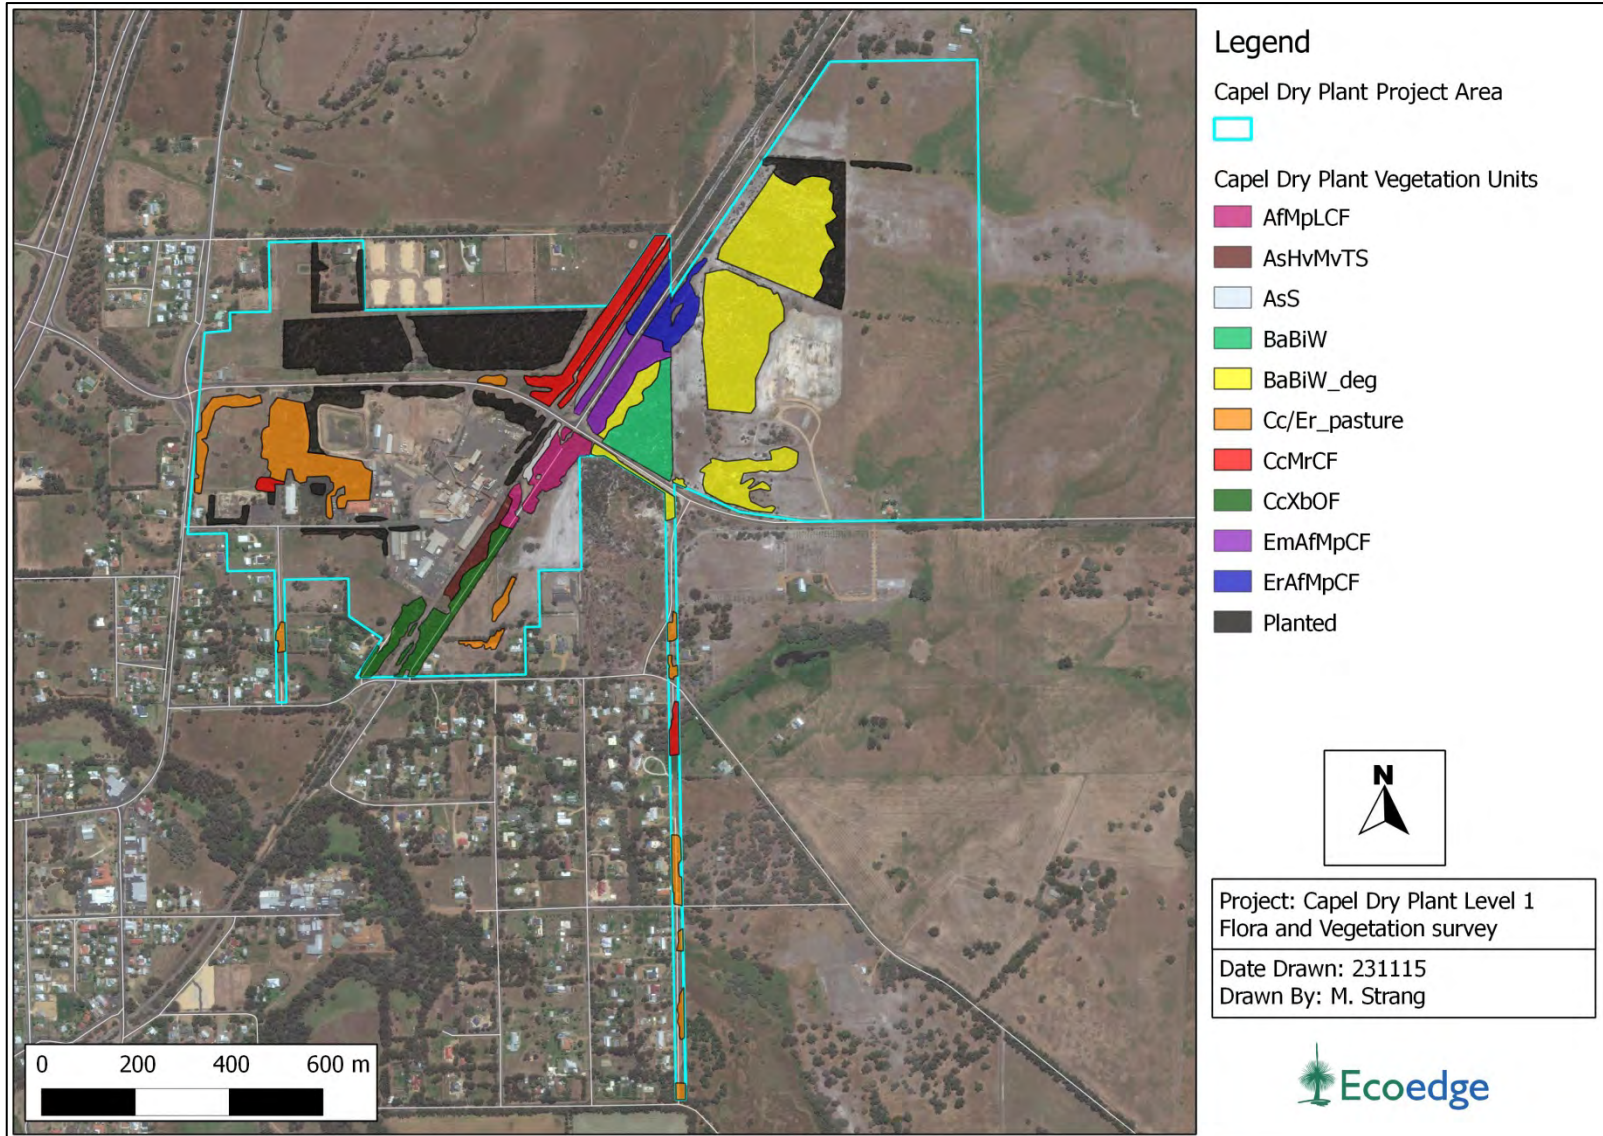 Legend
Capel Dry Plant Project Area
Capel Dry Plant Vegetation Units
AfMpLCF
AsHvMvTS
AsS
BaBiW
BaBiW_deg
Cc/Er_pasture
CcMrCF
CcXbOF
EmAfMpCF
ErAfMpCF
Planted
N
Project: Capel Dry Plant Level 1
Flora and Vegetation survey
Date Drawn: 231115
Drawn By: M. Strang
Ecoedge
0 200 400 600 m